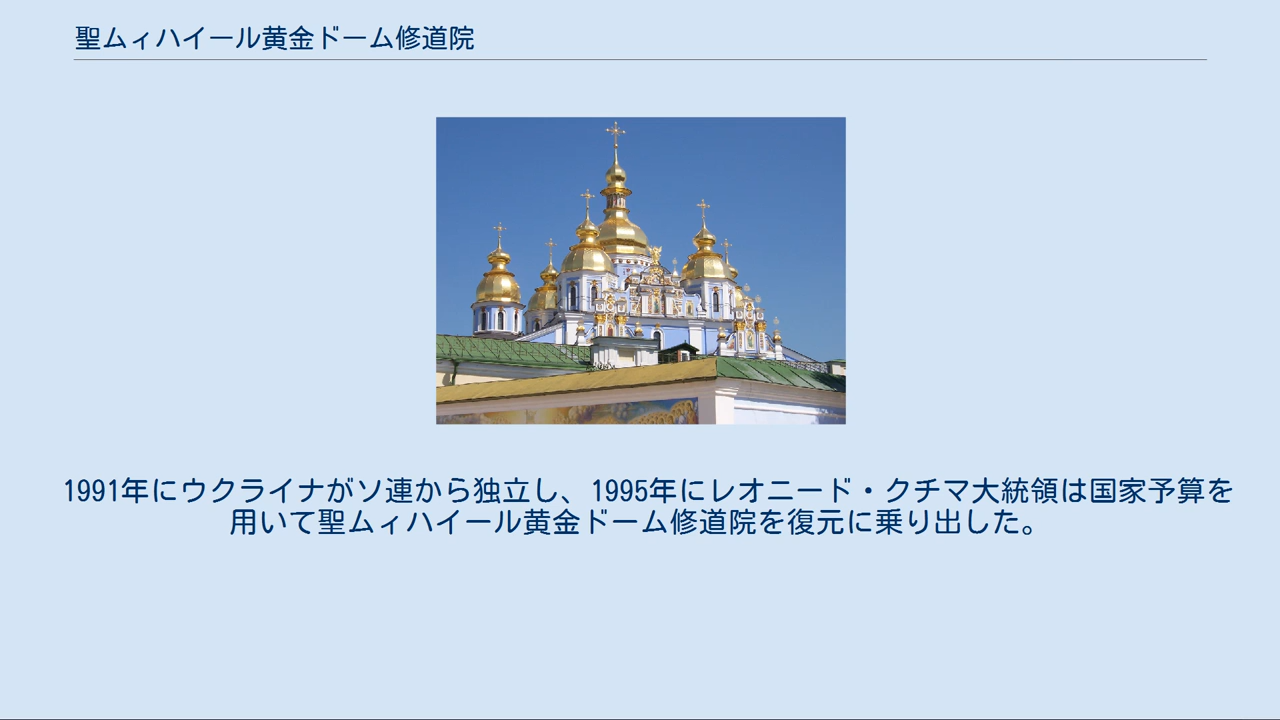 聖ムィハイール黄金ドーム修道院
1991年にウクライナがソ連から独立し、1995年にレオニード・クチマ大統領は国家予算を
用いて聖ムィハイール黄金ドーム修道院を復元に乗り出した。